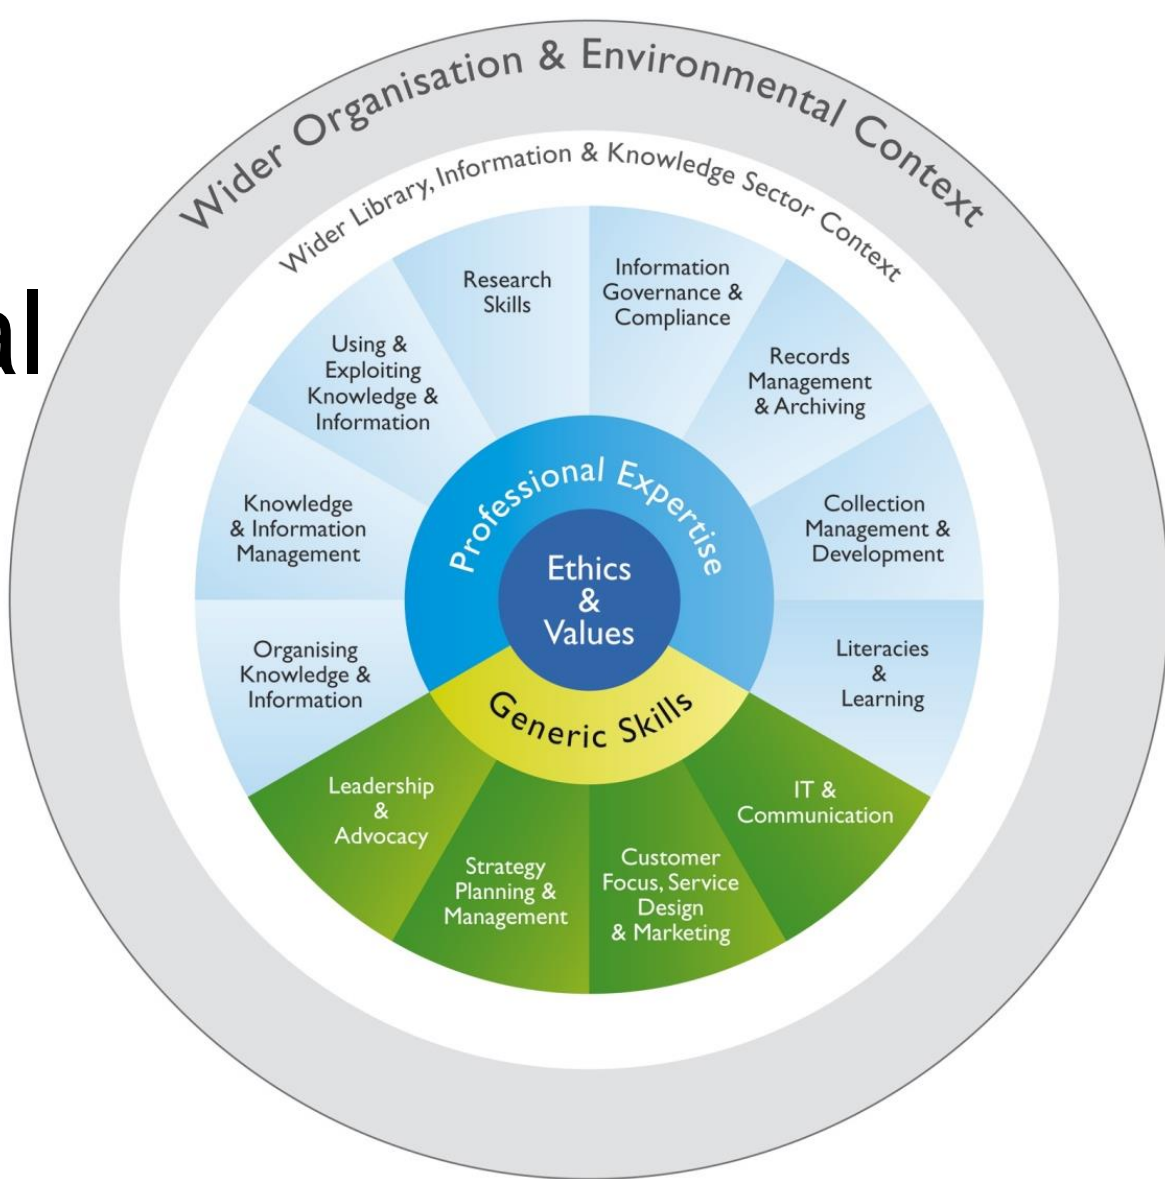 Wider Organisation & Environmental Context
Wider Library, Information & Knowledge Sector Context
al
Research
Skills
Information
Governance &
Compliance
Records
Management
& Archiving
Collection
Management &
Development
Literacies
&
Learning
IT &
Communication
Customer
Focus, Service
Design
& Marketing
Strategy
Planning &
Management
Leadership
&
Advocacy
Organising
Knowledge &
Information
Knowledge
& Information
Management
Using &
Exploiting
Knowledge &
Information
Professional Expertise
Ethics
&
Values
Generic Skills